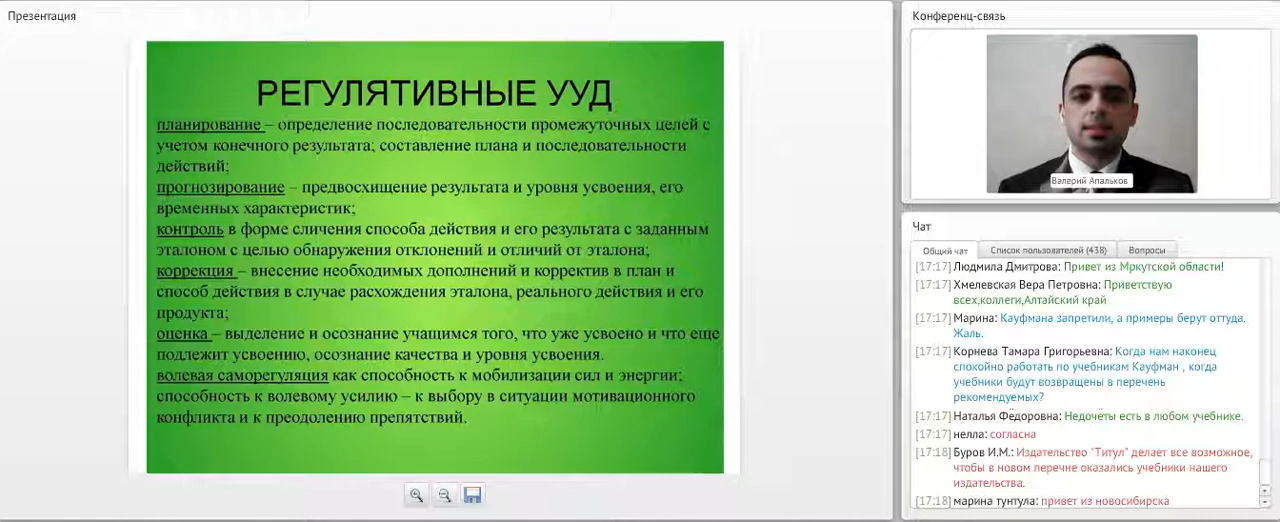 Презентация
РЕГУЛЯТИВНЫЕ УУД
планирование – определение последовательности промежуточных целей с
учетом конечного результата; составление плана и последовательности
действий;
прогнозирование – предвосхищение результата и уровня усвоения, его
временных характеристик;
контроль в форме сличения способа действия и его результата с заданным
эталоном с целью обнаружения отклонений и отличий от эталона;
коррекция – внесение необходимых дополнений и корректив в план и
способ действия в случае расхождения эталона, реального действия и его
продукта;
оценка – выделение и осознание учащимся того, что уже усвоено и что еще
подлежит усвоению, осознание качества и уровня усвоения.
волевая саморегуляция как способность к мобилизации сил и энергии;
способность к волевому усилию – к выбору в ситуации мотивационного
конфликта и к преодолению препятствий.
Конференц-связь
Валерий Апальков
Чат
Общий чат Список пользователей (438) Вопросы
[17:17] Людмила Дмитрова: Привет из Мркутской области!
[17:17] Хмелевская Вера Петровна: Приветствую
всех,коллеги,Алтайский край
[17:17] Марина: Кауфмана запретили, а примеры берут оттуда.
Жаль.
[17:17] Корнева Тамара Григорьевна: Когда нам наконец
спокойно работать по учебникам Кауфман , когда
учебники будут возвращены в перечень
рекомендуемых?
[17:17] Наталья Фёдоровна: Недочёты есть в любом учебнике.
[17:17] нелла: согласна
[17:18] Буров И.М.: Издательство "Титул" делает все возможное,
чтобы в новом перечне оказались учебники нашего
издательства.
[17:18] марина тунтула: привет из новосибирска